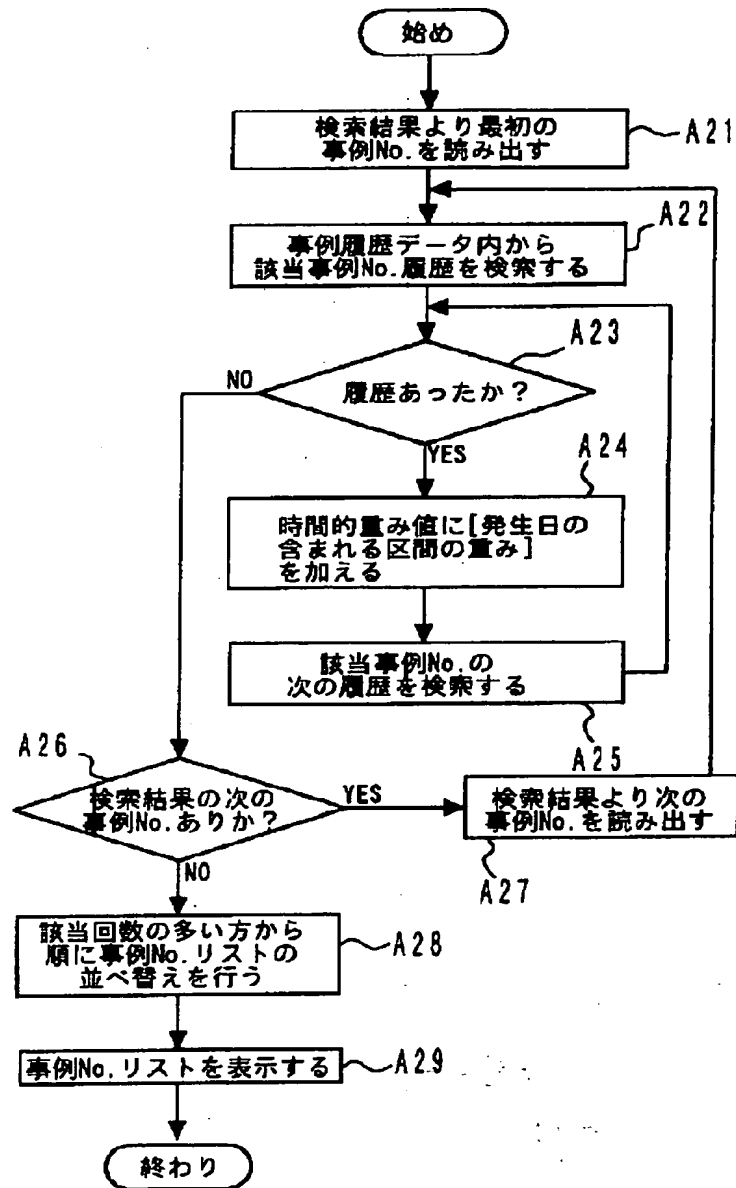 始め
検索結果より最初の
事例No.を読み出す
A21
事例履歴データ内から
該当事例No.履歴を検索する
A22
履歴あったか？
A23
NO
YES
時間的重み値に[発生日の
含まれる区間の重み]
を加える
A24
該当事例No.の
次の履歴を検索する
A25
検索結果の次の
事例No.ありか？
A26
YES
NO
検索結果より次の
事例No.を読み出す
A27
該当回数の多い方から
順に事例No.リストの
並べ替えを行う
A28
事例No.リストを表示する
A29
終わり